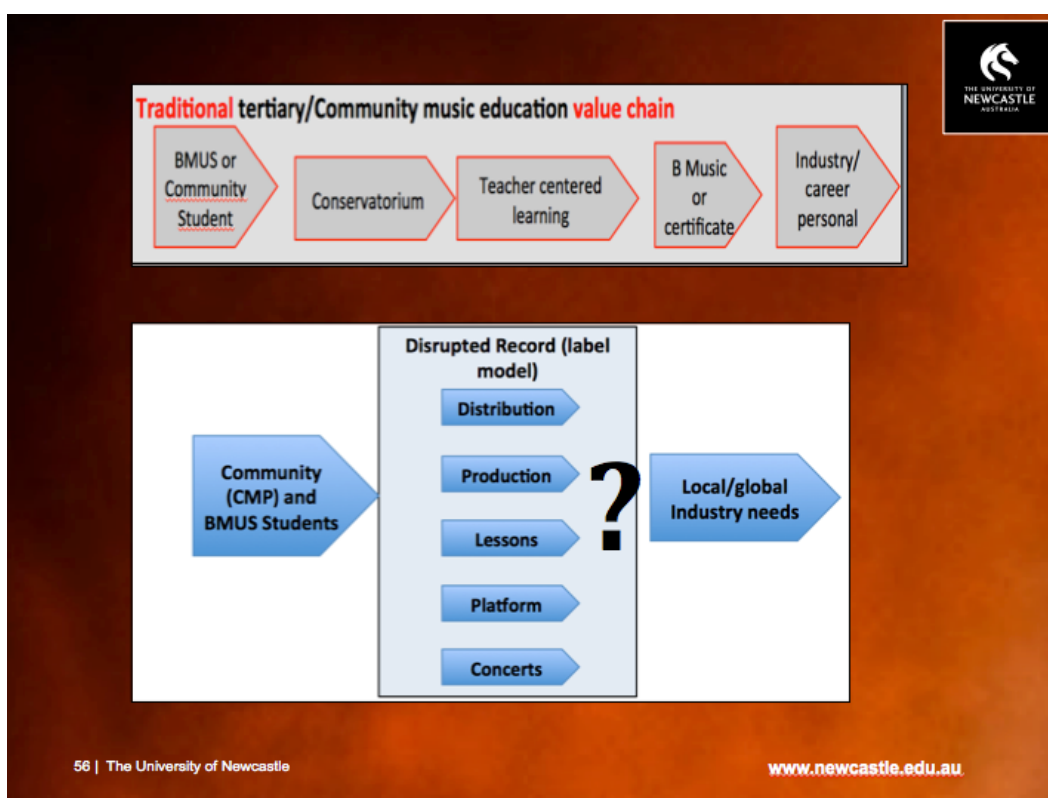 THE UNIVERSITY OF
NEWCASTLE
AUSTRALIA
Traditional tertiary/Community music education value chain
BMUS or
Community
Student
Conservatorium
Teacher centered
learning
B Music
or
certificate
Industry/
career
personal
Disrupted Record (label
model)
Distribution
Production
Lessons
Platform
Concerts
Community
(CMP) and
BMUS Students
?
Local/global
Industry needs
56 | The University of Newcastle
www.newcastle.edu.au